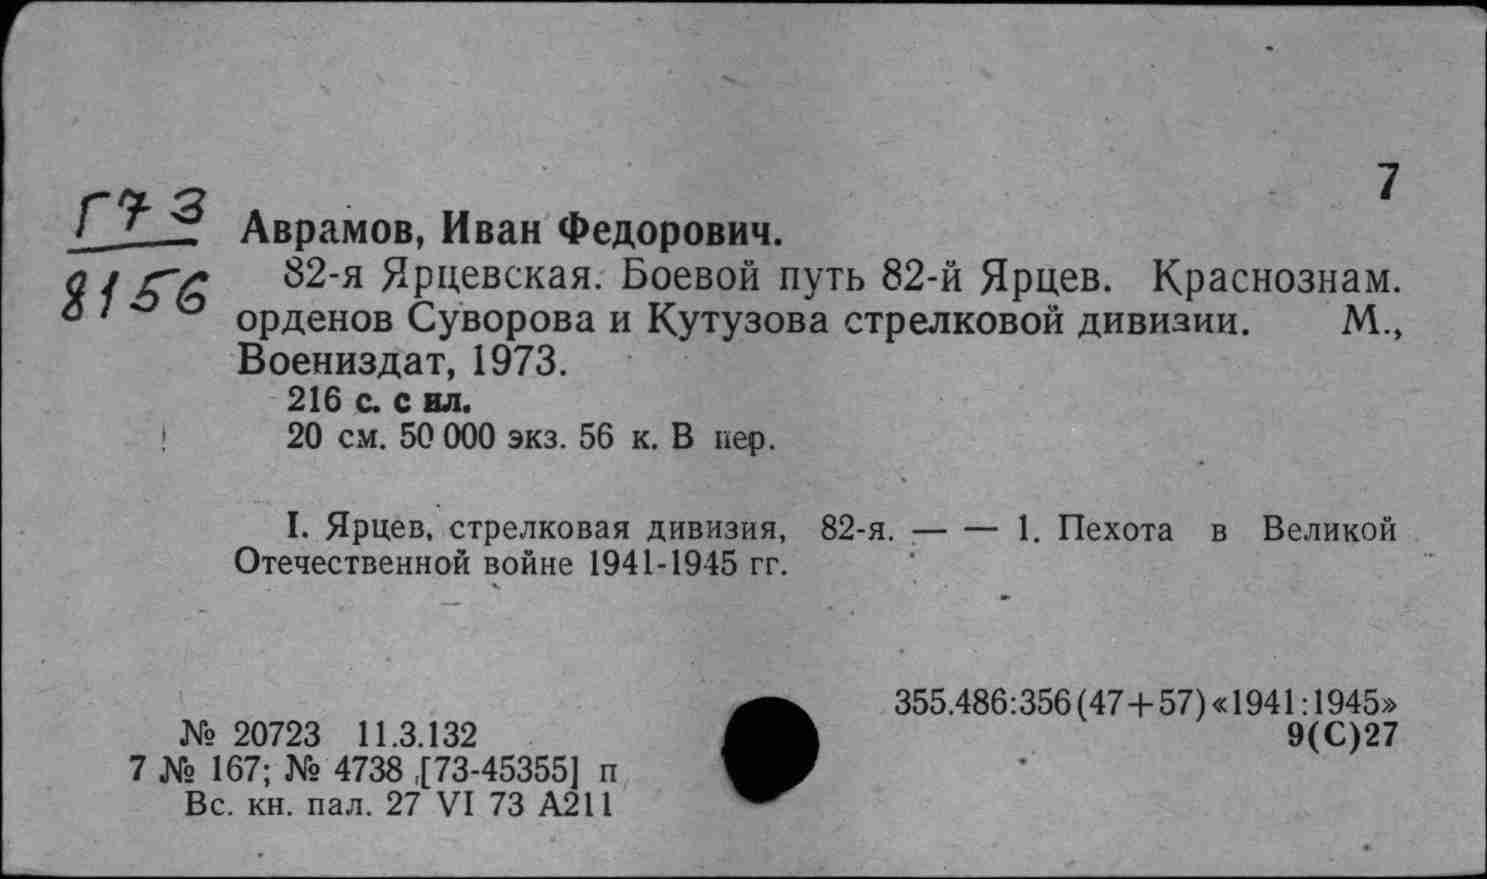 7
Г73
8156
Аврамов, Иван Федорович.
82-я Ярцевская. Боевой путь 82-й Ярцев. Краснознам.
орденов Суворова и Кутузова стрелковой дивизии. М.,
Воениздат, 1973.
216 с. с ил.
20 см. 50 000 экз. 56 к. В пер.
I. Ярцев. стрелковая дивизия, 82-я. — — 1. Пехота в Великой
Отечественной войне 1941-1945 гг.
355.486:356(47+57)«1941:1945»
9(С)27
№ 20723 11.3.132
7 № 167; № 4738 [73-45355] п
Вс. кн. пал. 27 VI 73 А211